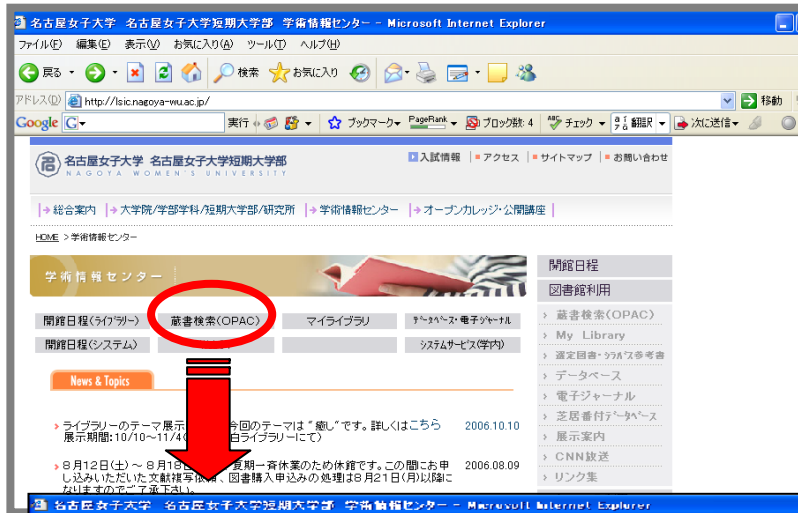 名古屋女子大学 名古屋女子大学短期大学部 学術情報センター - Microsoft Internet Explorer
ファイル(F) 編集(E) 表示(V) お気に入り(A) ツール(T) ヘルプ(H)
戻る 検索 お気に入り
アドレス(D) http://lsic.nagoya-wu.ac.jp/ 移動
Google 実行 ブックマーク PageRank ブロック数: 4 チェック 翻訳 次に送信
名古屋女子大学 名古屋女子大学短期大学部
NAGOYA WOMEN'S UNIVERSITY
入試情報 アクセス サイトマップ お問い合わせ
総合案内 大学院/学部学科/短期大学部/研究所 学術情報センター オープンカレッジ・公開講座
HOME > 学術情報センター
学術情報センター
開館日程(ライブラリー) 蔵書検索(OPAC) マイライブラリ データベース・電子ジャーナル
開館日程(システム) システムサービス(学内)
News & Topics
ライブラリーのテーマ展示 今回のテーマは "癒し"です。詳しくはこちら 2006.10.10
展示期間:10/10~11/4 白ライブラリーにて)
8月12日(土) ~ 8月18日 夏期一斉休業のため休館です。この間にお申 2006.08.09
し込みいただいた文献複写依頼、図書購入申込みの処理は8月21日(月)以降に
なりますのでご了承下さい。
開館日程
図書館利用
蔵書検索(OPAC)
My Library
選定図書・シラバス参考書
データベース
電子ジャーナル
芝居番付データベース
展示案内
CNN放送
リンク集
名古屋女子大学 名古屋女子大学短期大学部 学術情報センター - Microsoft Internet Explorer